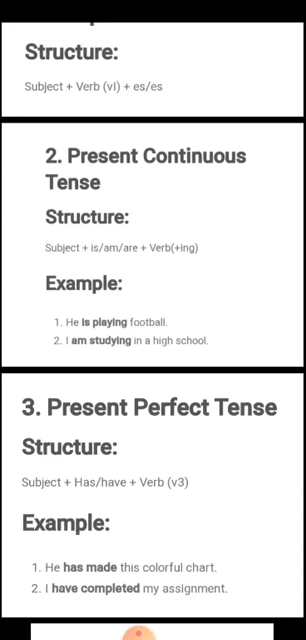 Structure:
Subject + Verb (vI) + es/es
2. Present Continuous
Tense
Structure:
Subject + is/am/are + Verb(+ing)
Example:
1. He is playing football.
2. I am studying in a high school.
3. Present Perfect Tense
Structure:
Subject + Has/have + Verb (v3)
Example:
1. He has made this colorful chart.
2. I have completed my assignment.